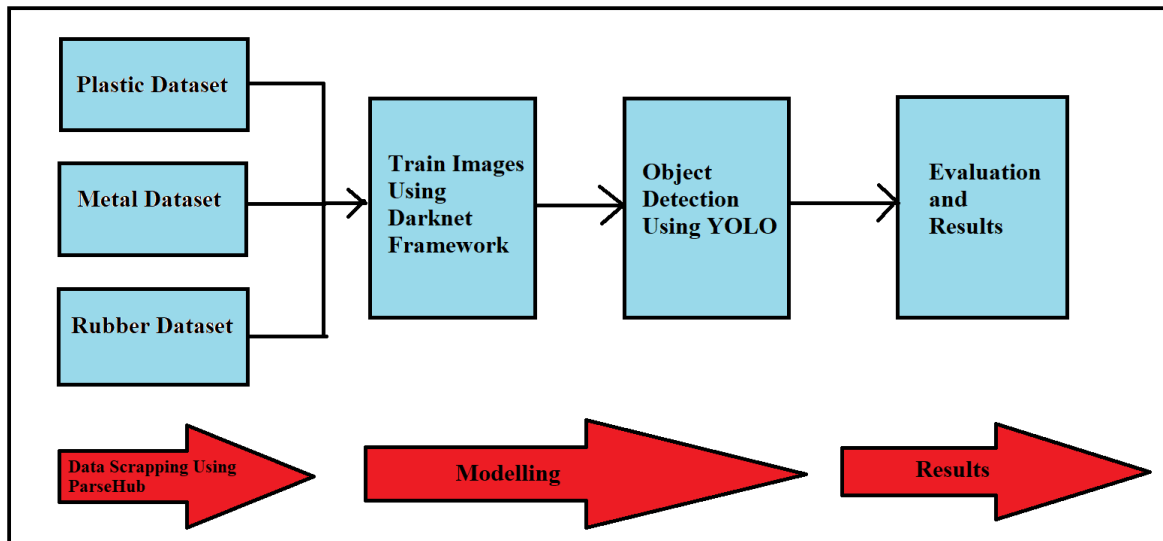 Plastic Dataset
Metal Dataset
Rubber Dataset
Train Images
Using
Darknet
Framework
Object
Detection
Using YOLO
Evaluation
and
Results
Data Scrapping Using
ParseHub
Modelling
Results